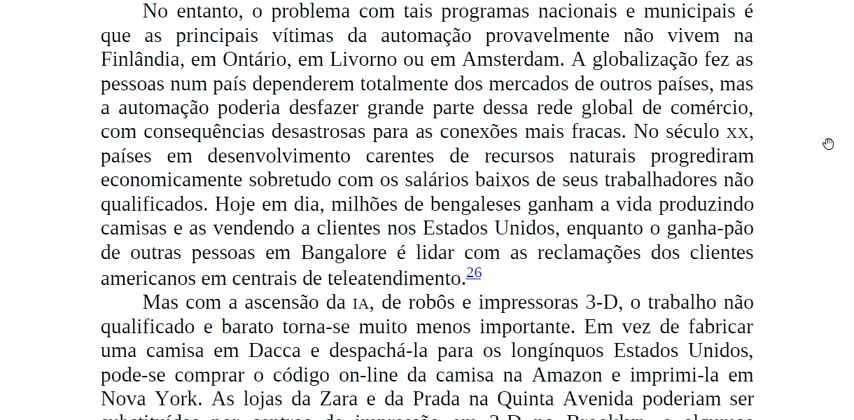 No entanto, o problema com tais programas nacionais e municipais é
que as principais vítimas da automação provavelmente não vivem na
Finlândia, em Ontário, em Livorno ou em Amsterdam. A globalização fez as
pessoas num país dependerem totalmente dos mercados de outros países, mas
a automação poderia desfazer grande parte dessa rede global de comércio,
com consequências desastrosas para as conexões mais fracas. No século XX,
países em desenvolvimento carentes de recursos naturais progrediram
economicamente sobretudo com os salários baixos de seus trabalhadores não
qualificados. Hoje em dia, milhões de bengaleses ganham a vida produzindo
camisas e as vendendo a clientes nos Estados Unidos, enquanto o ganha-pão
de outras pessoas em Bangalore é lidar com as reclamações dos clientes
americanos em centrais de teleatendimento.26
Mas com a ascensão da IA, de robôs e impressoras 3-D, o trabalho não
qualificado e barato torna-se muito menos importante. Em vez de fabricar
uma camisa em Dacca e despachá-la para os longínquos Estados Unidos,
pode-se comprar o código on-line da camisa na Amazon e imprimi-la em
Nova York. As lojas da Zara e da Prada na Quinta Avenida poderiam ser